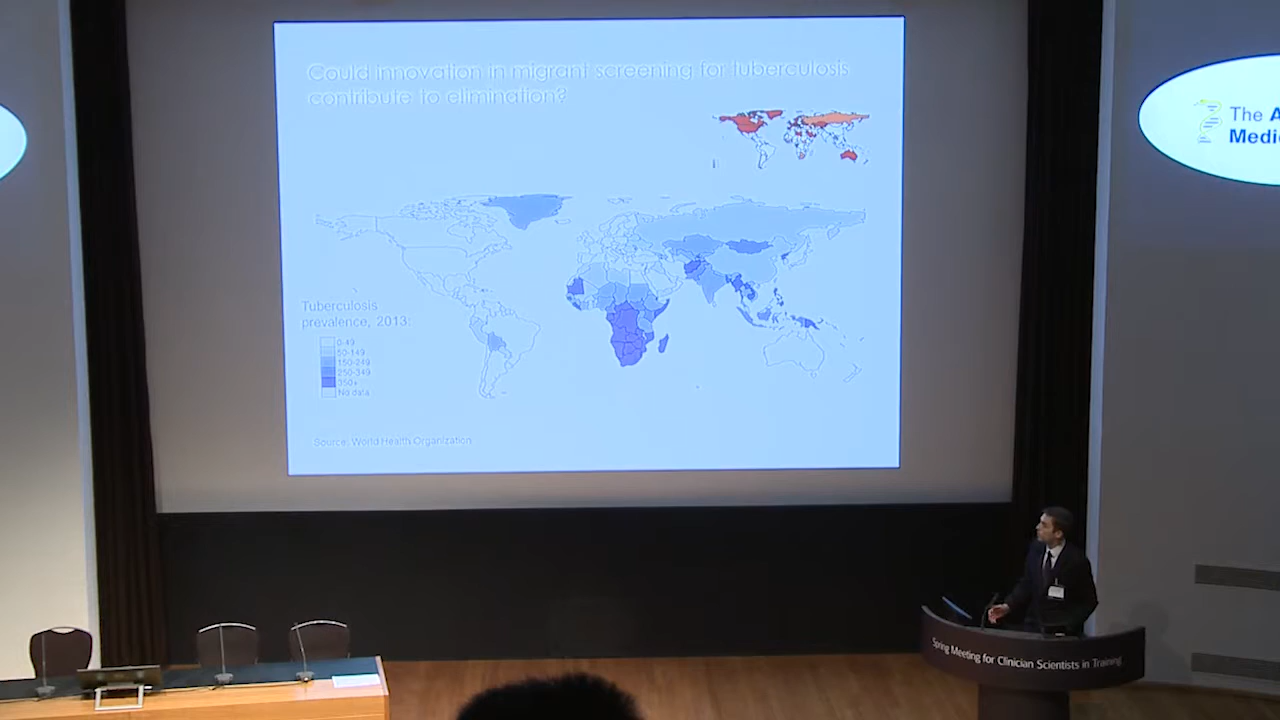 Could innovation in migrant screening for tuberculosis
contribute to elimination?
Tuberculosis
prevalence, 2013:
0-49
50-149
150-249
250-349
350+
No data
Source: World Health Organization
The A
Medi
Spring Meeting for Clinician Scientists in Training